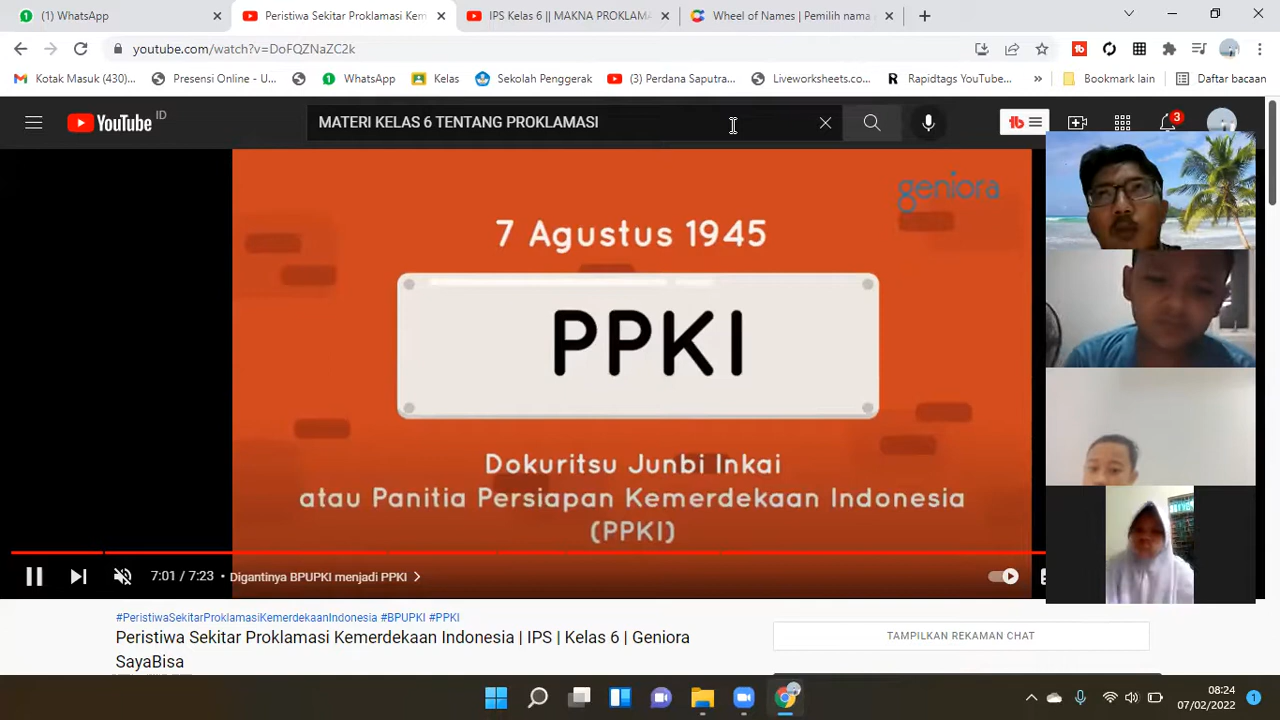 (1) WhatsApp
Peristiwa Sekitar Proklamasi Kem
IPS Kelas 6 || MAKNA PROKLAMA
Wheel of Names | Pemilih nama
youtube.com/watch?v=DoFQZNaZC2k
Kotak Masuk (430)...
Presensi Online - U...
WhatsApp
Kelas
Sekolah Penggerak
(3) Perdana Saputra...
Liveworksheets.co...
Rapidtags YouTube...
»
Bookmark lain
Daftar bacaan
YouTube ID
MATERI KELAS 6 TENTANG PROKLAMASI
3
geniora
7 Agustus 1945
PPKI
Dokuritsu Junbi Inkai
atau Panitia Persiapan Kemerdekaan Indonesia
(PPKI)
7:01 / 7:23 • Digantinya BPUPKI menjadi PPKI
#PeristiwaSekitarProklamasiKemerdekaanIndonesia #BPUPKI #PPKI
Peristiwa Sekitar Proklamasi Kemerdekaan Indonesia | IPS | Kelas 6 | Geniora
SayaBisa
TAMPILKAN REKAMAN CHAT
08:24
07/02/2022
1